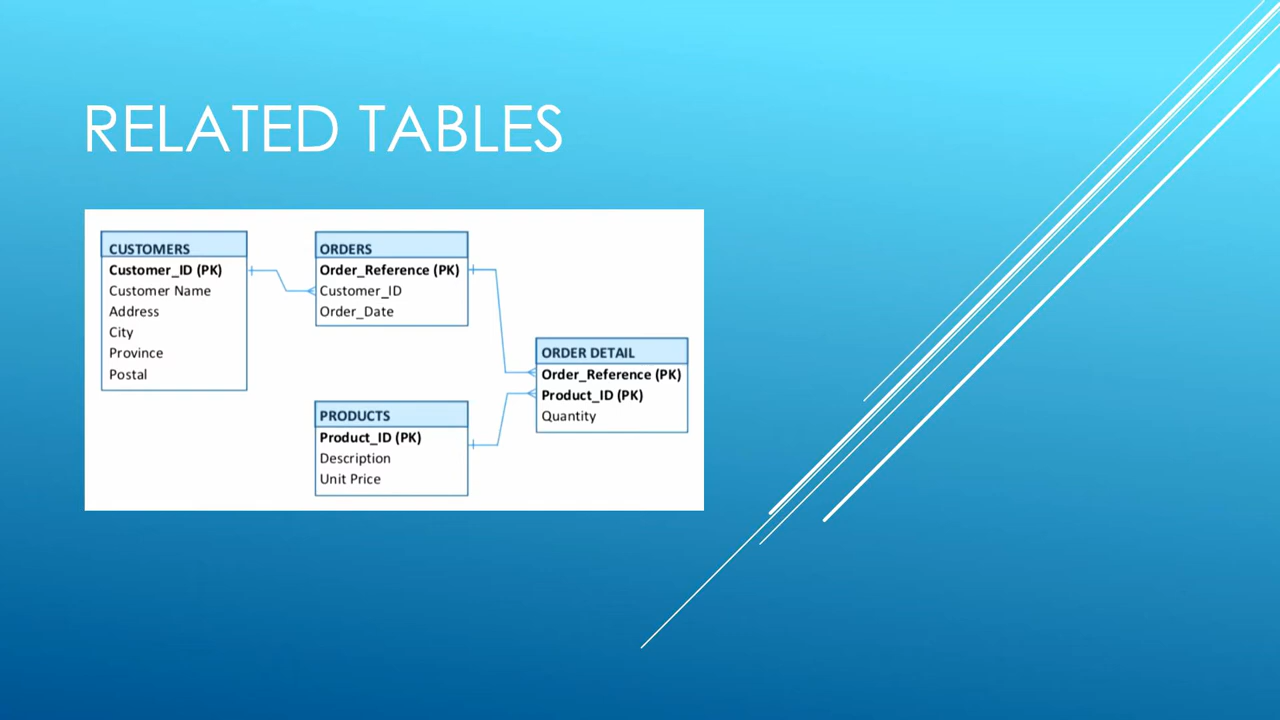 RELATED TABLES
CUSTOMERS
Customer_ID (PK)
Customer Name
Address
City
Province
Postal
ORDERS
Order_Reference (PK)
Customer_ID
Order_Date
PRODUCTS
Product_ID (PK)
Description
Unit Price
ORDER DETAIL
Order_Reference (PK)
Product_ID (PK)
Quantity